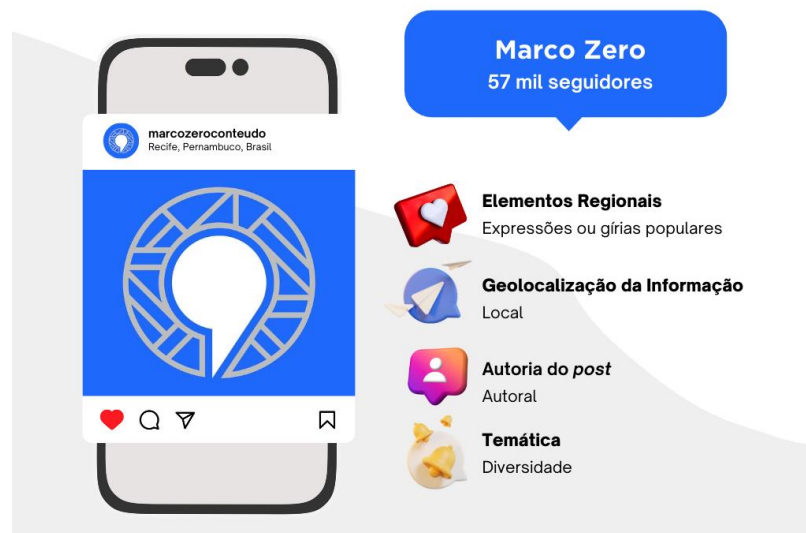 Marco Zero
57 mil seguidores
marcozeroconteudo
Recife, Pernambuco, Brasil
Elementos Regionais
Expressões ou gírias populares
Geolocalização da Informação
Local
Autoria do post
Autoral
Temática
Diversidade